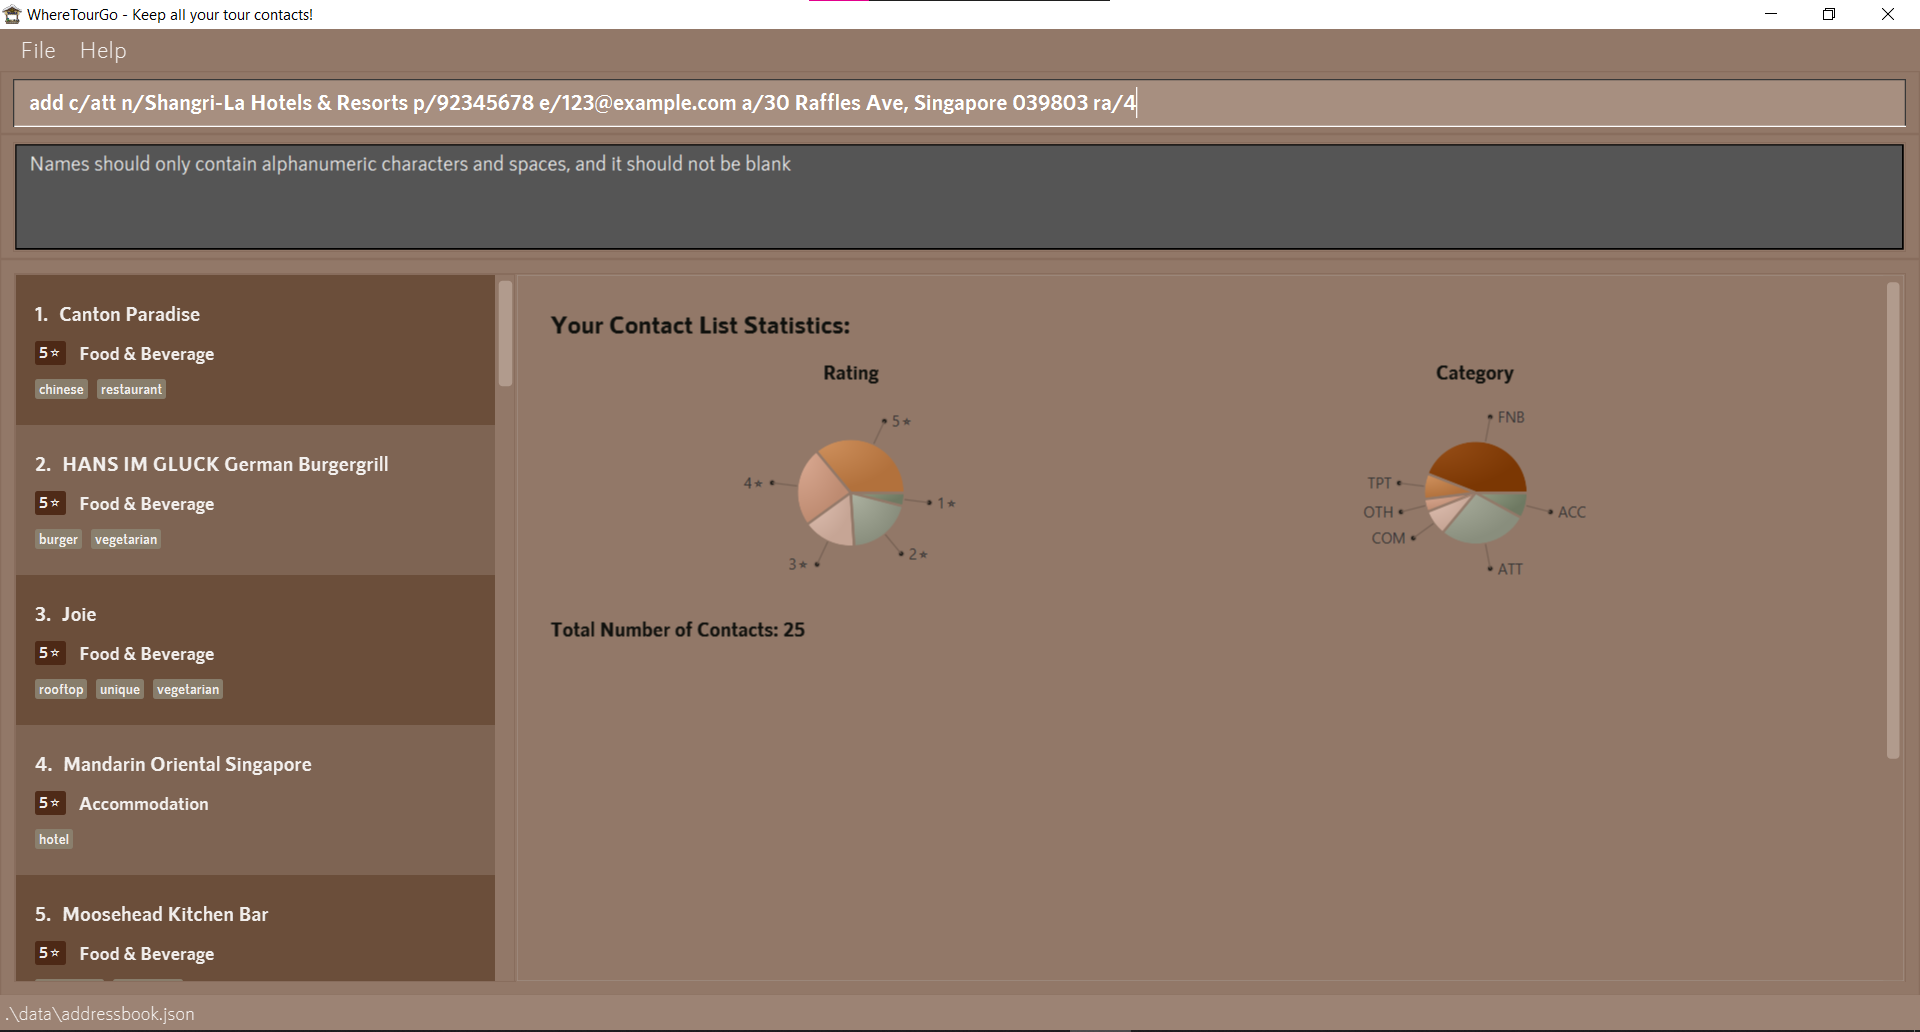 WhereTourGo - Keep all your tour contacts!
File Help
add c/att n/Shangri-La Hotels & Resorts p/92345678 e/123@example.com a/30 Raffles Ave, Singapore 039803 ra/4
Names should only contain alphanumeric characters and spaces, and it should not be blank
1. Canton Paradise
5☆ Food & Beverage
chinese restaurant
2. HANS IM GLUCK German Burgergrill
5☆ Food & Beverage
burger vegetarian
3. Joie
5☆ Food & Beverage
rooftop unique vegetarian
4. Mandarin Oriental Singapore
5☆ Accommodation
hotel
5. Moosehead Kitchen Bar
5☆ Food & Beverage
Your Contact List Statistics:
Rating
5★
4★
1★
2★
3★
Category
FNB
TPT
OTH
ACC
COM
ATT
Total Number of Contacts: 25
.\data\addressbook.json